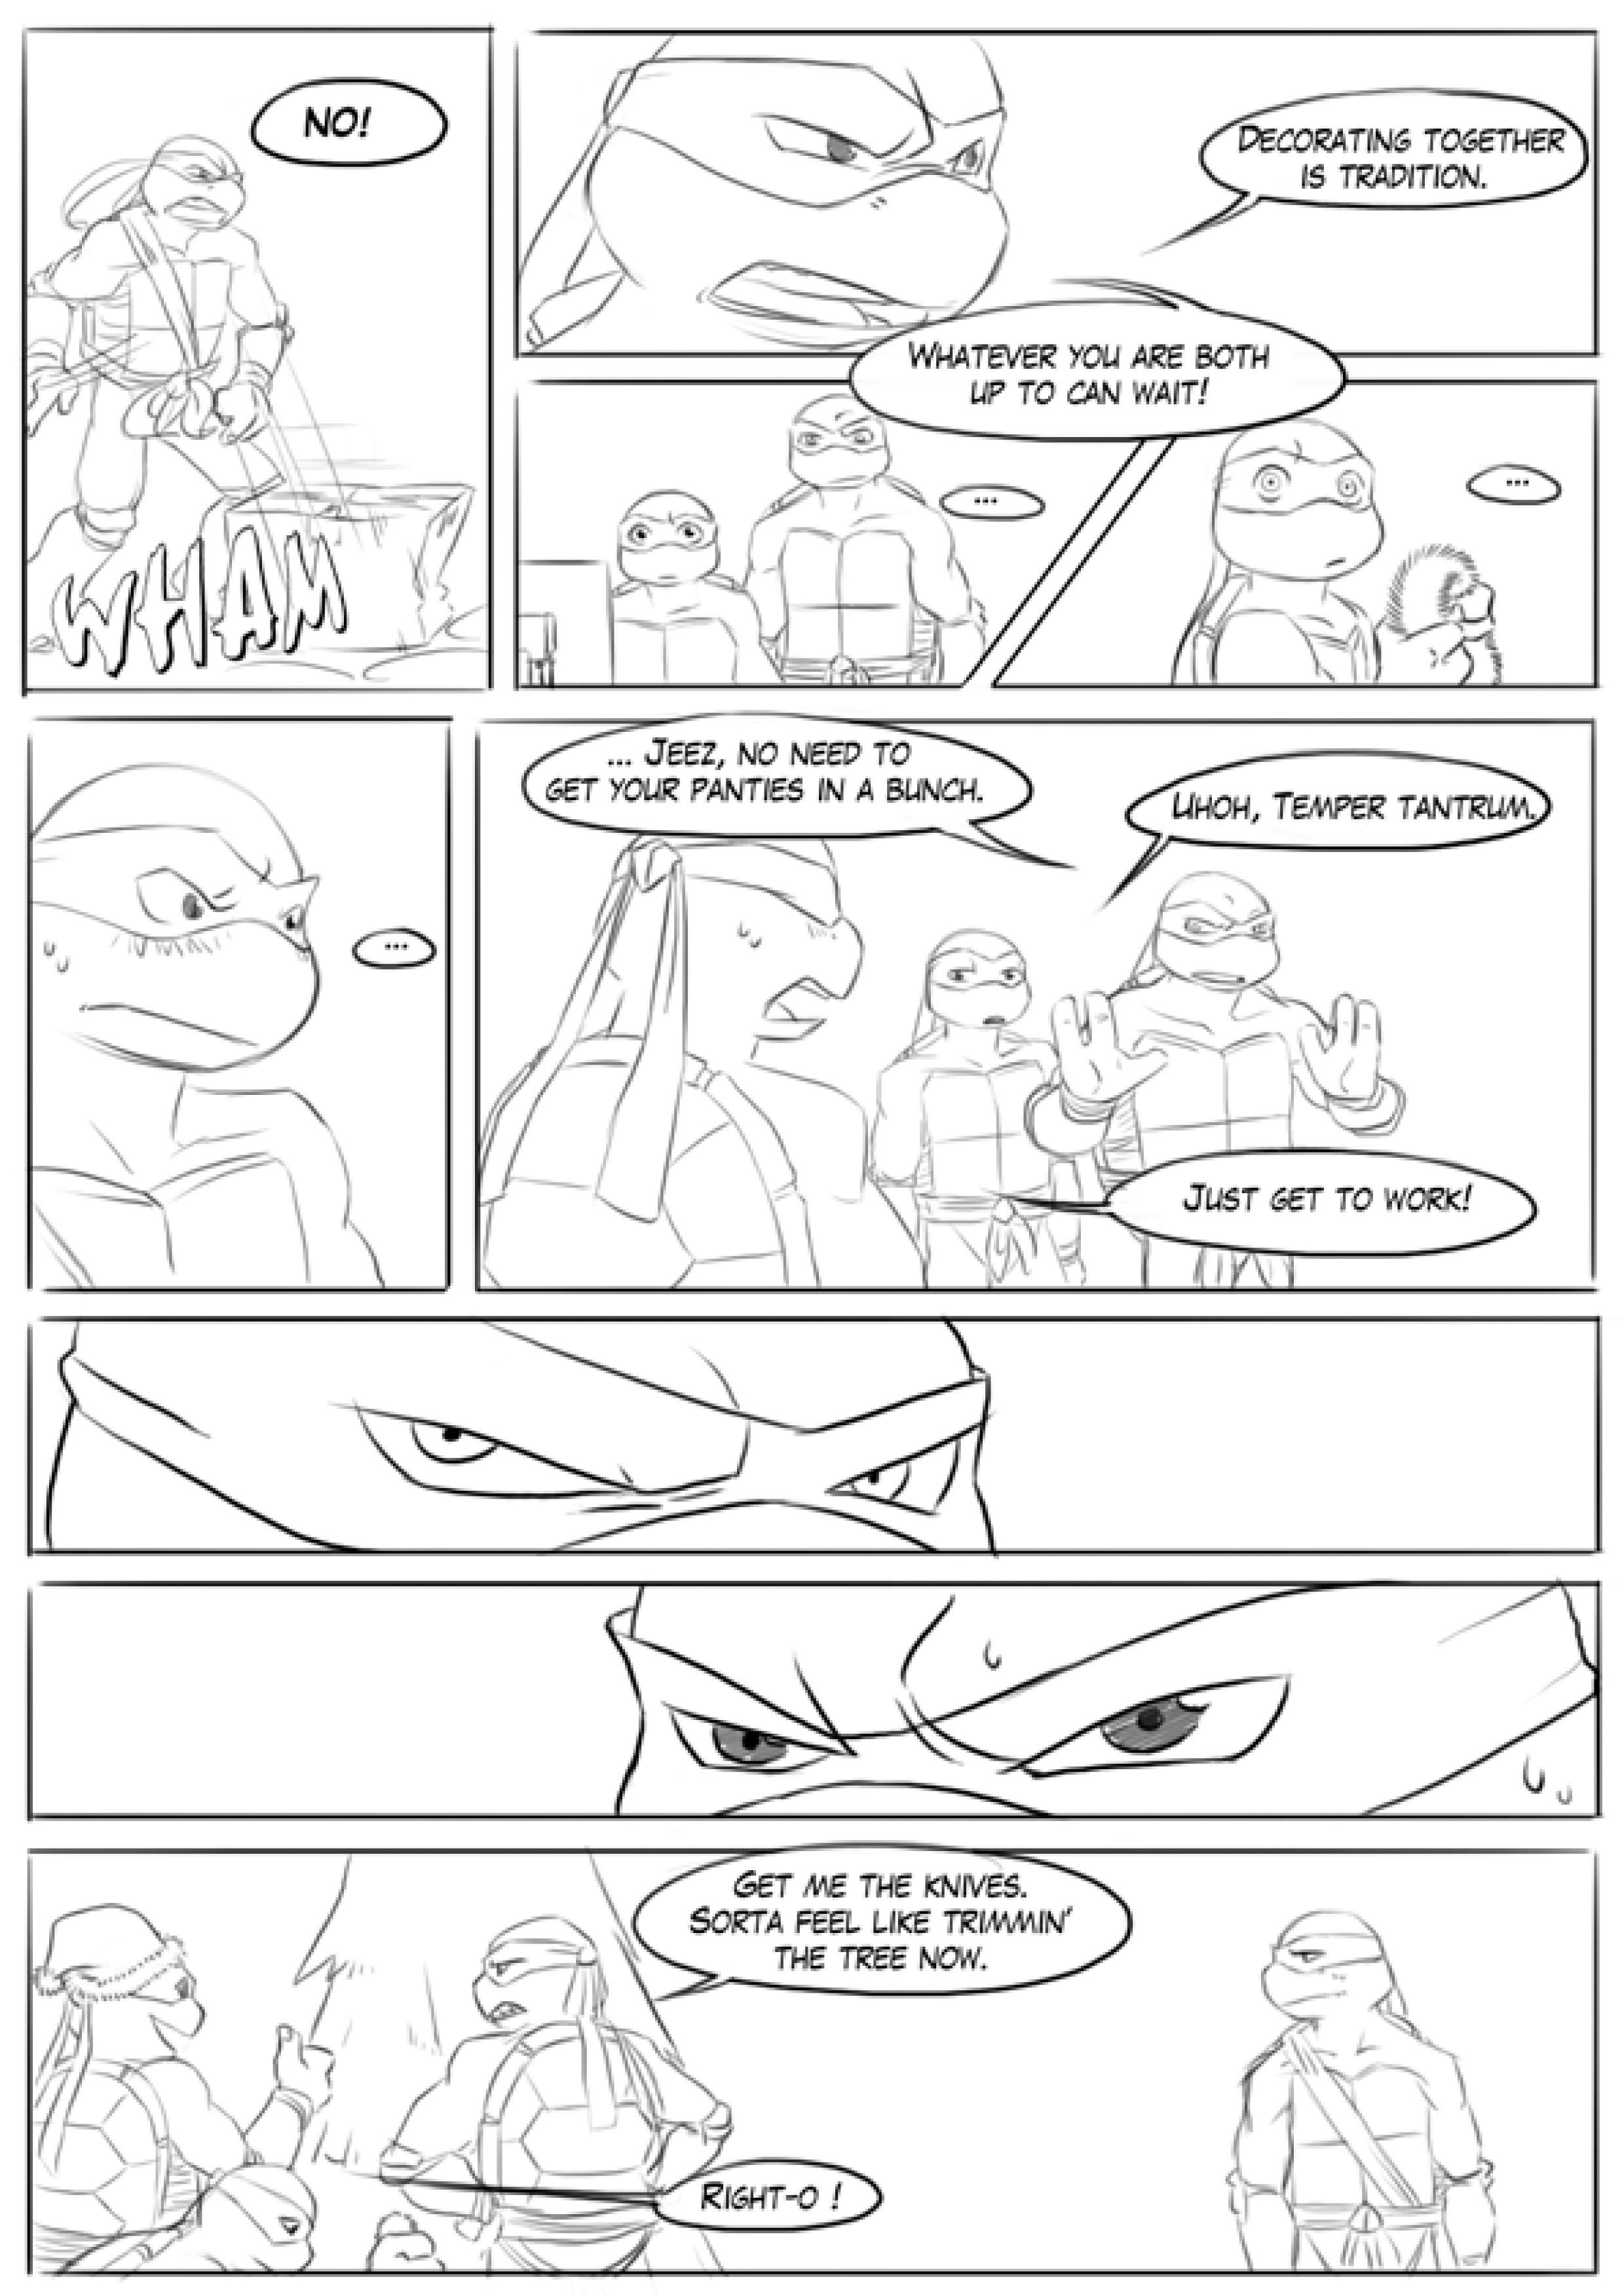 NO!
WHAM
DECORATING TOGETHER
IS TRADITION.
WHATEVER YOU ARE BOTH
UP TO CAN WAIT!
...
...
...
... JEEZ, NO NEED TO
GET YOUR PANTIES IN A BUNCH.
UHOH, TEMPER TANTRUM.
JUST GET TO WORK!
GET ME THE KNIVES.
SORTA FEEL LIKE TRIMMIN'
THE TREE NOW.
RIGHT-O !